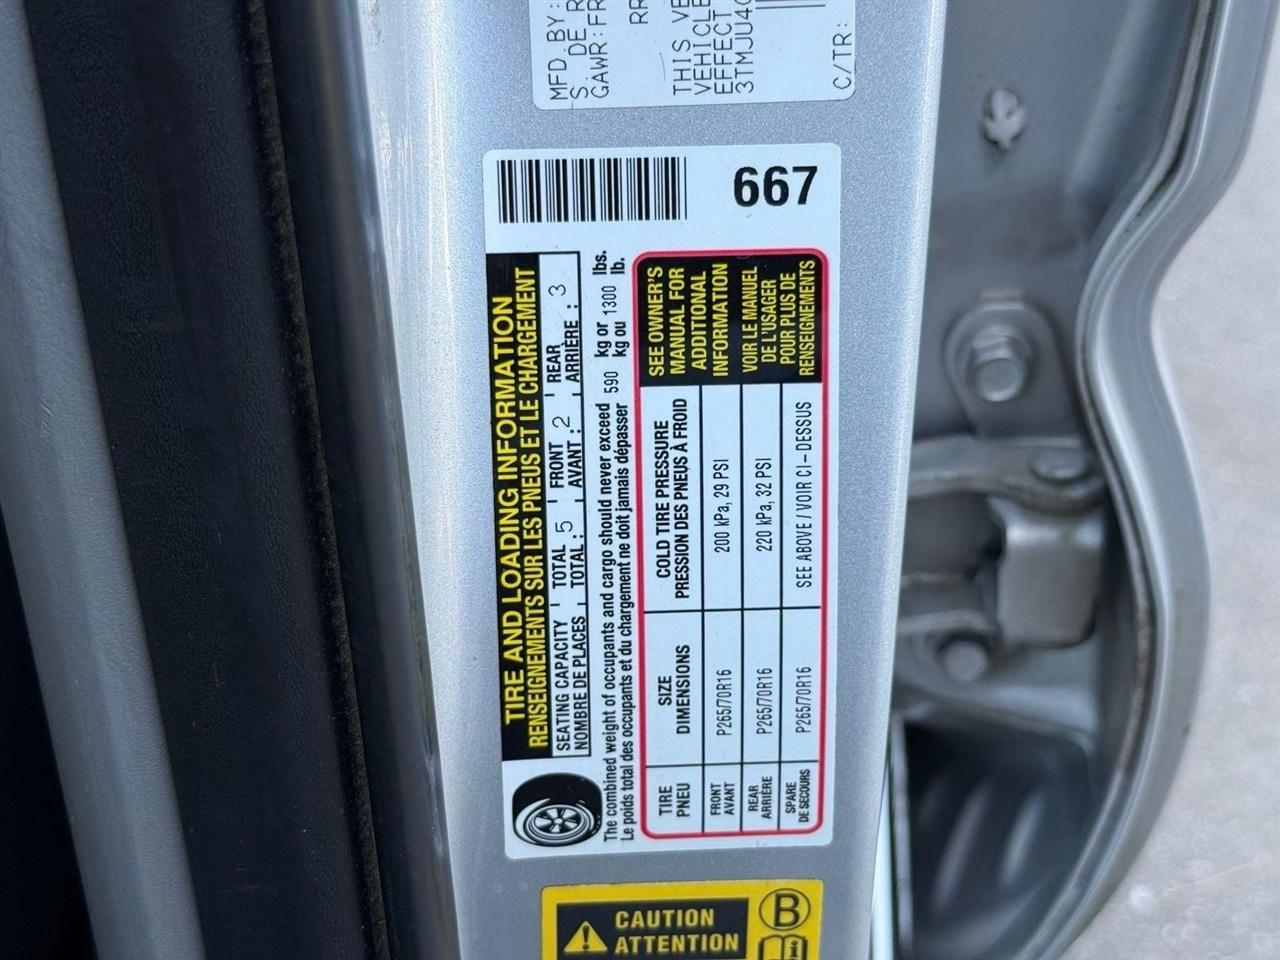 MFD.BY:
S. DE R
GAWR:FR
RR
THIS VE
VEHICLE
EFFECT
3TMJU4G
C/TR:
667
TIRE AND LOADING INFORMATION
RENSEIGNEMENTS SUR LES PNEUS ET LE CHARGEMENT
SEATING CAPACITY TOTAL 5 FRONT 2 REAR 3
NOMBRE DE PLACES TOTAL : AVANT : ARRIÈRE :
The combined weight of occupants and cargo should never exceed 590 kg or 1300 lbs.
Le poids total des occupants et du chargement ne doit jamais dépasser kg ou lb.
TIRE SIZE COLD TIRE PRESSURE
PNEU DIMENSIONS PRESSION DES PNEUS À FROID
FRONT AVANT P265/70R16 200 kPa, 29 PSI
REAR ARRIÈRE P265/70R16 220 kPa, 32 PSI
SPARE DE SECOURS P265/70R16 SEE ABOVE / VOIR CI-DESSUS
SEE OWNER'S
MANUAL FOR
ADDITIONAL
INFORMATION
VOIR LE MANUEL
DE L'USAGER
POUR PLUS DE
RENSEIGNEMENTS
CAUTION
ATTENTION
B